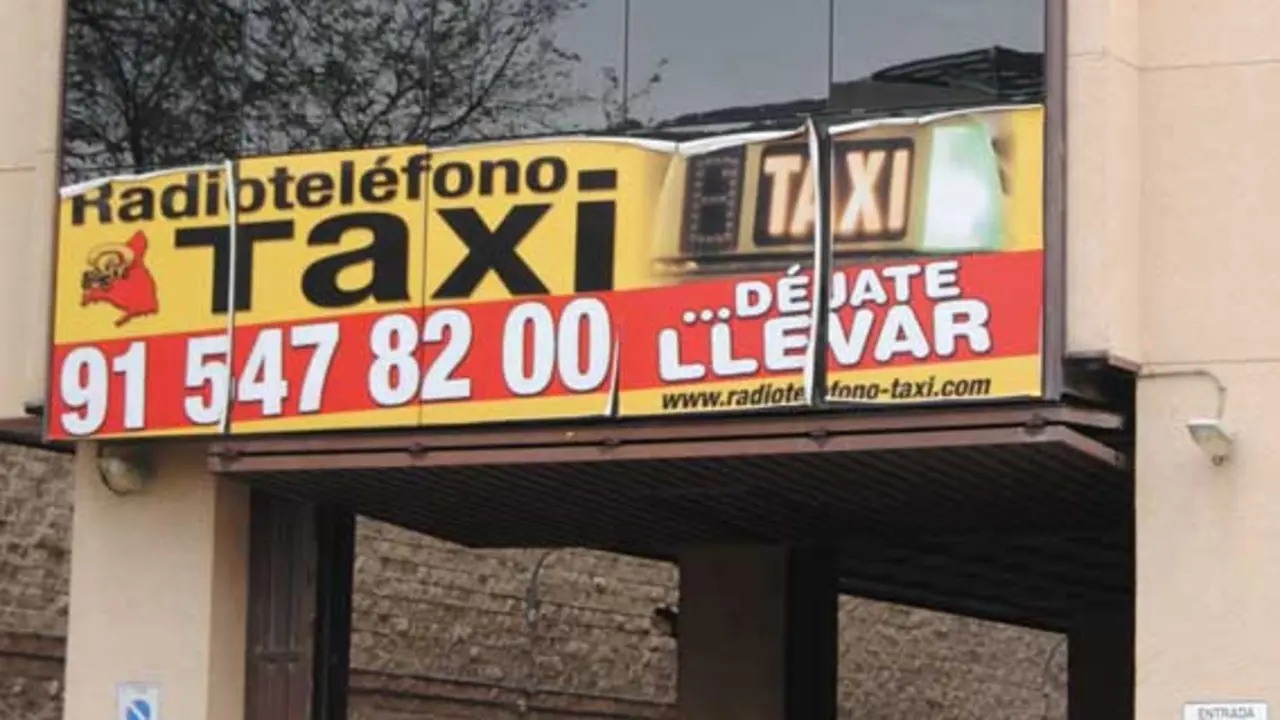 Radioteléfono
Taxi
TAXI
91 547 82 00
...DÉJATE
LLEVAR
www.radioteléfono-taxi.com
ENTRADA